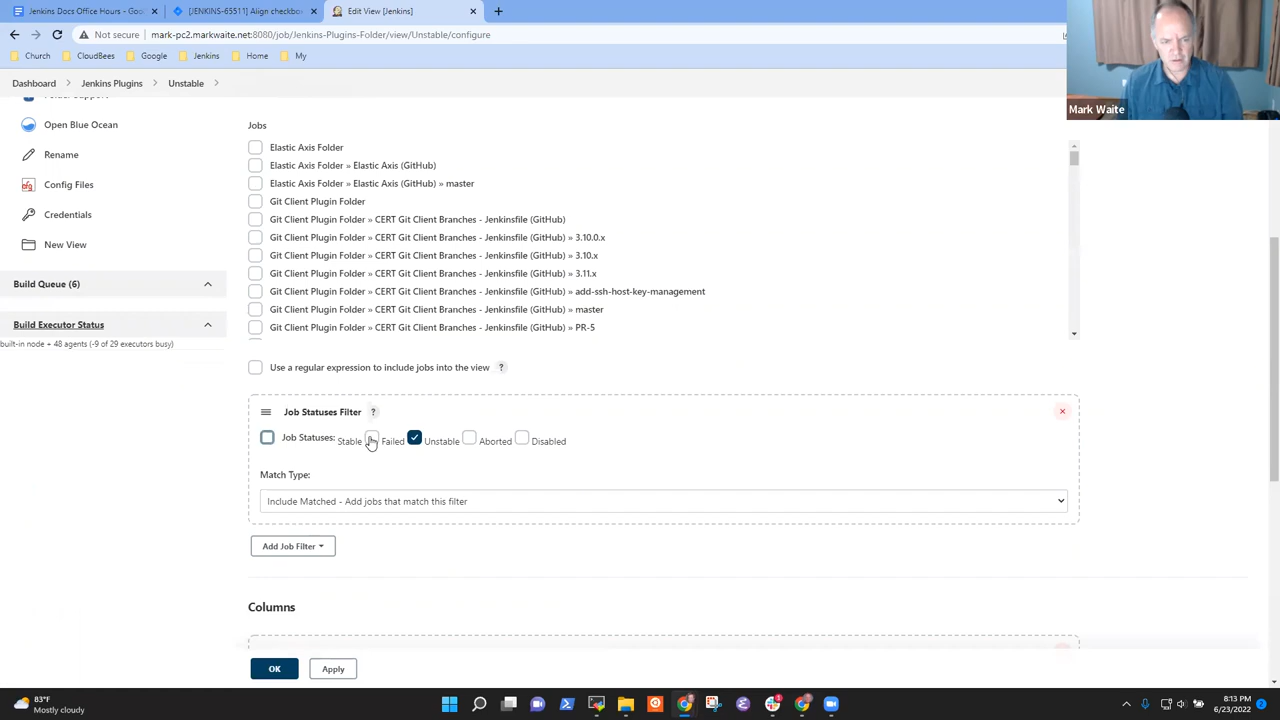 Jenkins Docs Office Hours - Goo
[JENKINS-65511] Align checkbo
Edit View [Jenkins]
Not secure
mark-pc2.markwaite.net:8080/job/Jenkins-Plugins-Folder/view/Unstable/configure
Church
CloudBees
Google
Jenkins
Home
My
Mark Waite
Dashboard
Jenkins Plugins
Unstable
Folder Support
Open Blue Ocean
Rename
Config Files
Credentials
New View
Build Queue (6)
Build Executor Status
built-in node + 48 agents (-9 of 29 executors busy)
Jobs
Elastic Axis Folder
Elastic Axis Folder » Elastic Axis (GitHub)
Elastic Axis Folder » Elastic Axis (GitHub) » master
Git Client Plugin Folder
Git Client Plugin Folder » CERT Git Client Branches - Jenkinsfile (GitHub)
Git Client Plugin Folder » CERT Git Client Branches - Jenkinsfile (GitHub) » 3.10.0.x
Git Client Plugin Folder » CERT Git Client Branches - Jenkinsfile (GitHub) » 3.10.x
Git Client Plugin Folder » CERT Git Client Branches - Jenkinsfile (GitHub) » 3.11.x
Git Client Plugin Folder » CERT Git Client Branches - Jenkinsfile (GitHub) » add-ssh-host-key-management
Git Client Plugin Folder » CERT Git Client Branches - Jenkinsfile (GitHub) » master
Git Client Plugin Folder » CERT Git Client Branches - Jenkinsfile (GitHub) » PR-5
Use a regular expression to include jobs into the view ?
Job Statuses Filter ?
Job Statuses: Stable Failed Unstable Aborted Disabled
Match Type:
Include Matched - Add jobs that match this filter
Add Job Filter
Columns
OK
Apply
83°F
Mostly cloudy
8:13 PM
6/23/2022